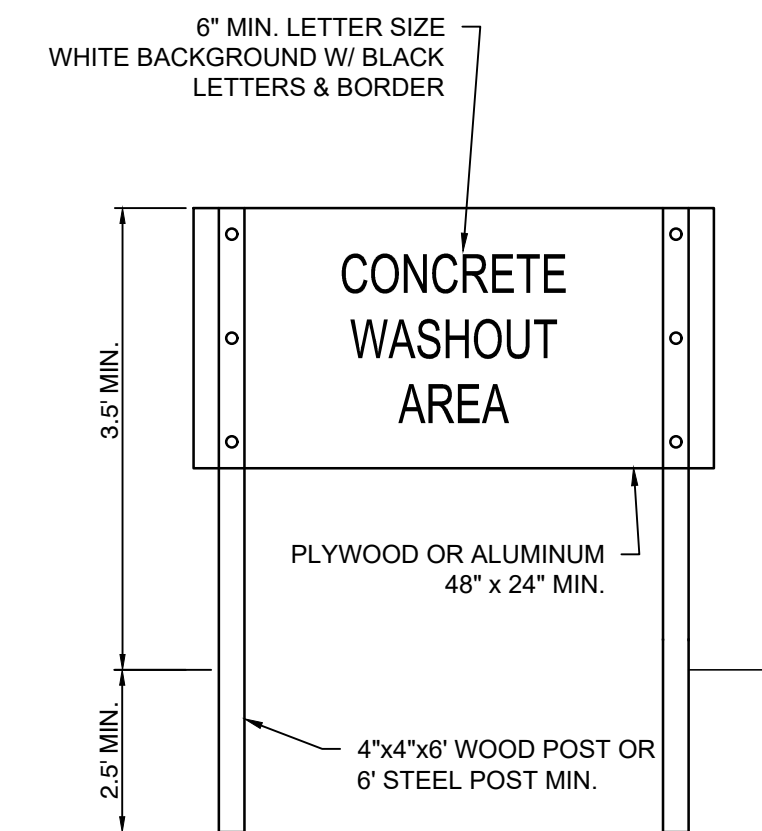 6" MIN. LETTER SIZE
WHITE BACKGROUND W/ BLACK
LETTERS & BORDER
CONCRETE
WASHOUT
AREA
3.5' MIN.
PLYWOOD OR ALUMINUM
48" x 24" MIN.
2.5' MIN.
4"x4"x6' WOOD POST OR
6' STEEL POST MIN.